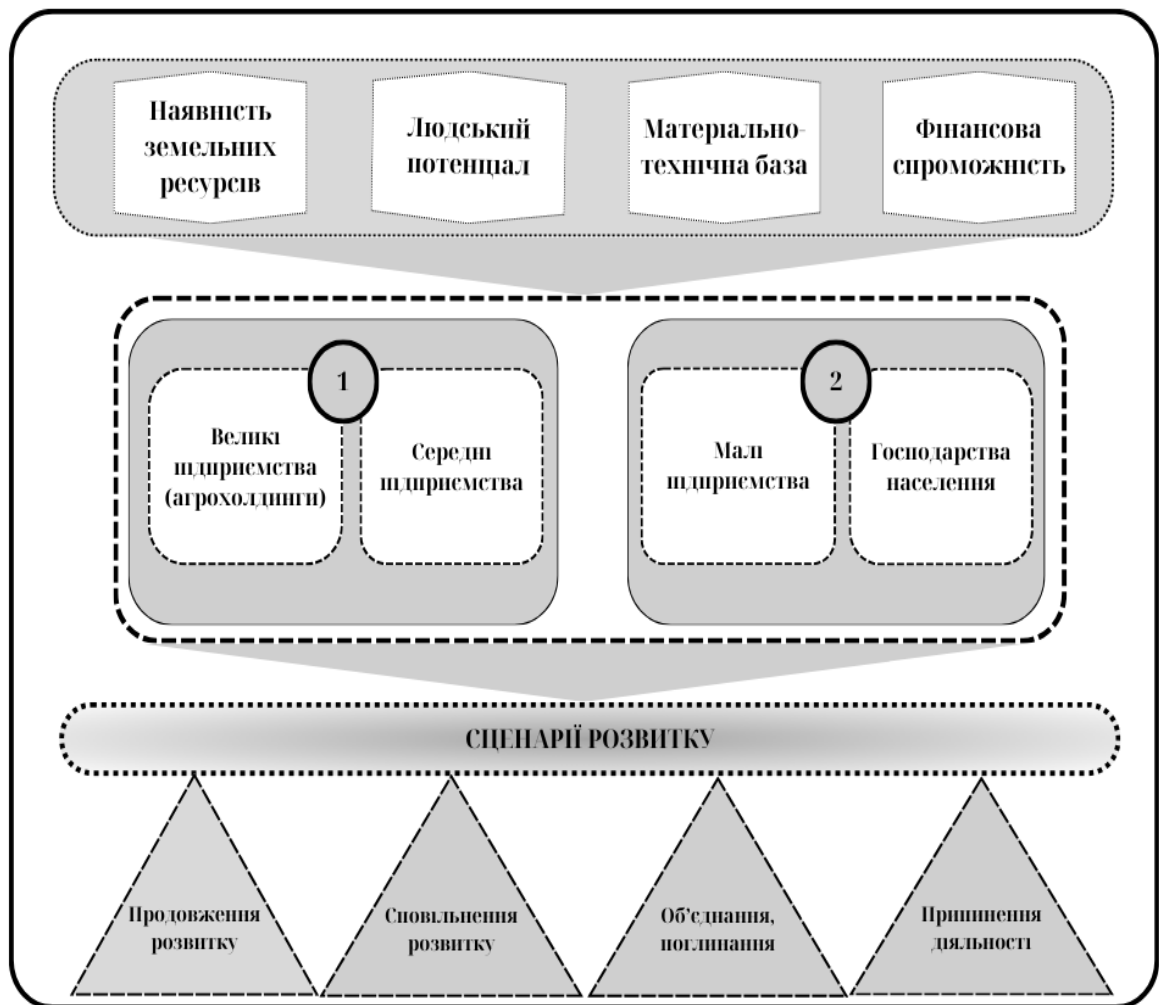 Наявність
земельних
ресурсів
Людський
потенціал
Матеріально-
технічна база
Фінансова
спроможність
1
Великі
підприємства
(агрохолдинги)
Середні
підприємства
2
Малі
підприємства
Господарства
населення
СЦЕНАРІЇ РОЗВИТКУ
Продовження
розвитку
Сповільнення
розвитку
Об’єднання,
поглинання
Припинення
діяльності